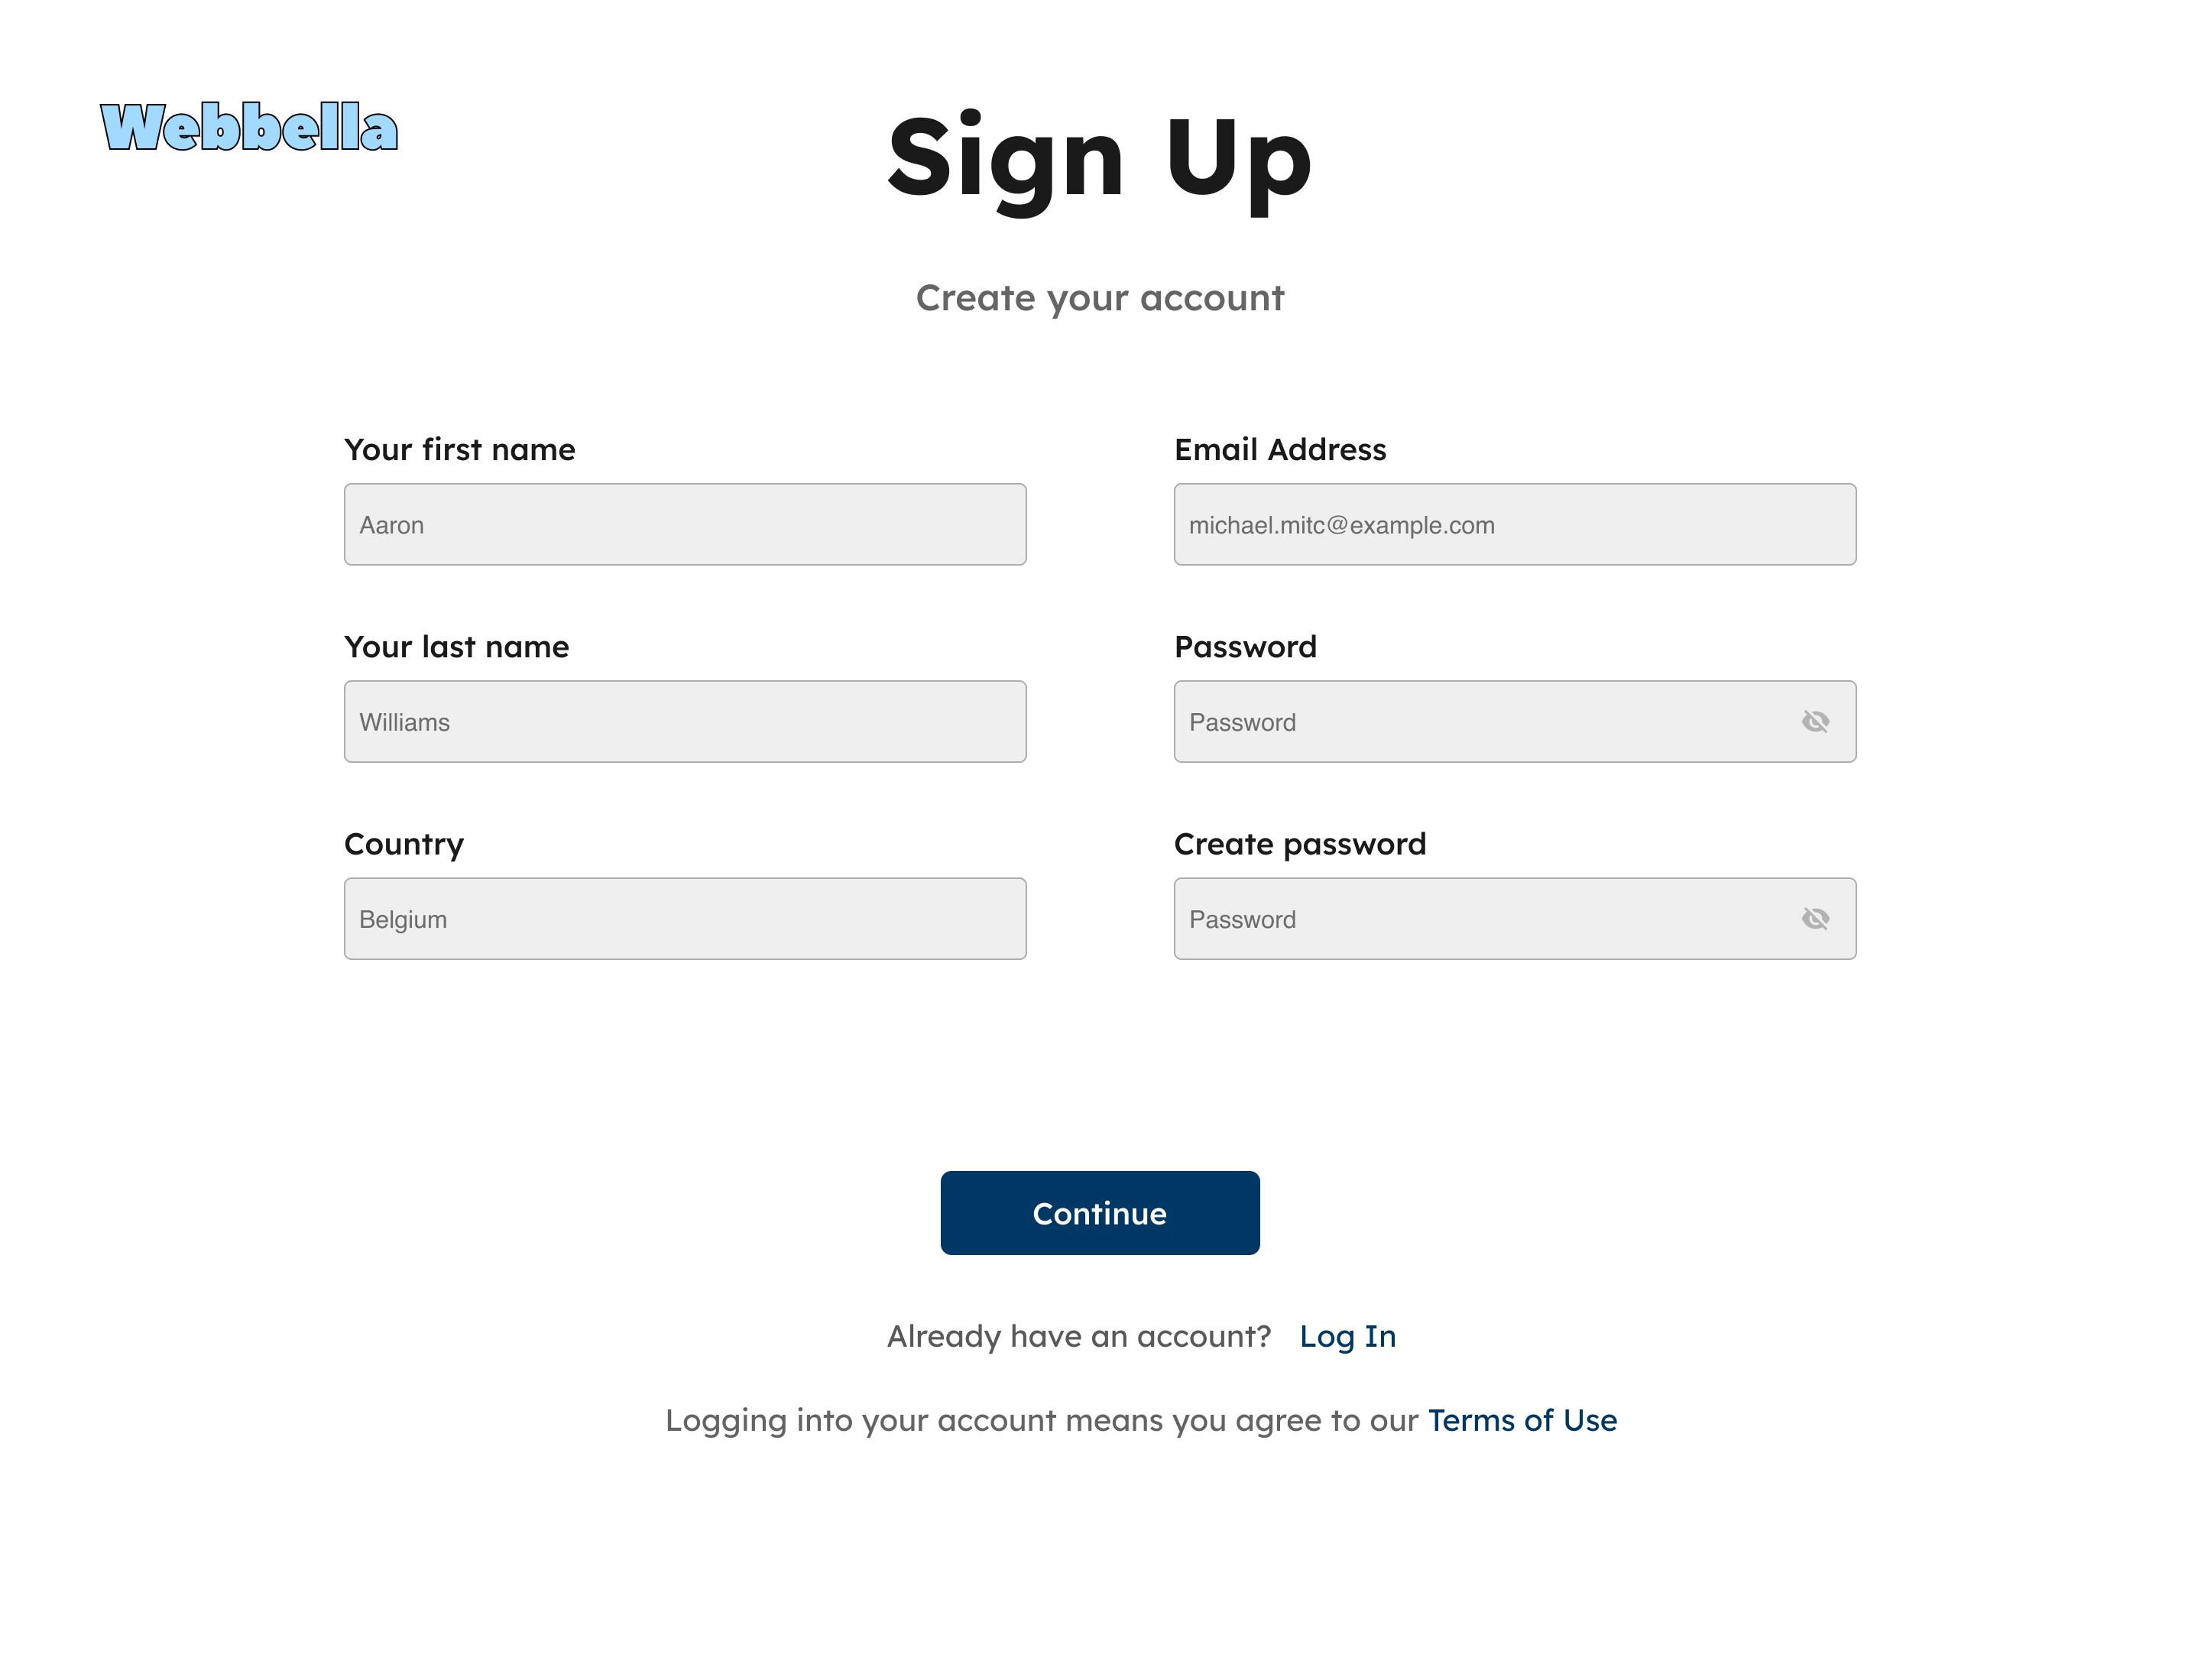 Webbella
Sign Up
Create your account
Your first name
Aaron
Your last name
Williams
Country
Belgium
Email Address
michael.mitc@example.com
Password
Password
Create password
Password
Continue
Already have an account? Log In
Logging into your account means you agree to our Terms of Use